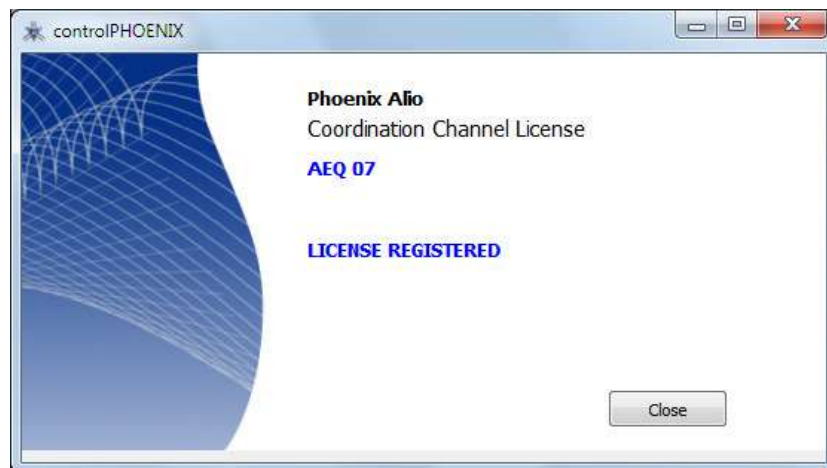 controlPHOENIX
Phoenix Alio
Coordination Channel License
AEQ 07
LICENSE REGISTERED
Close